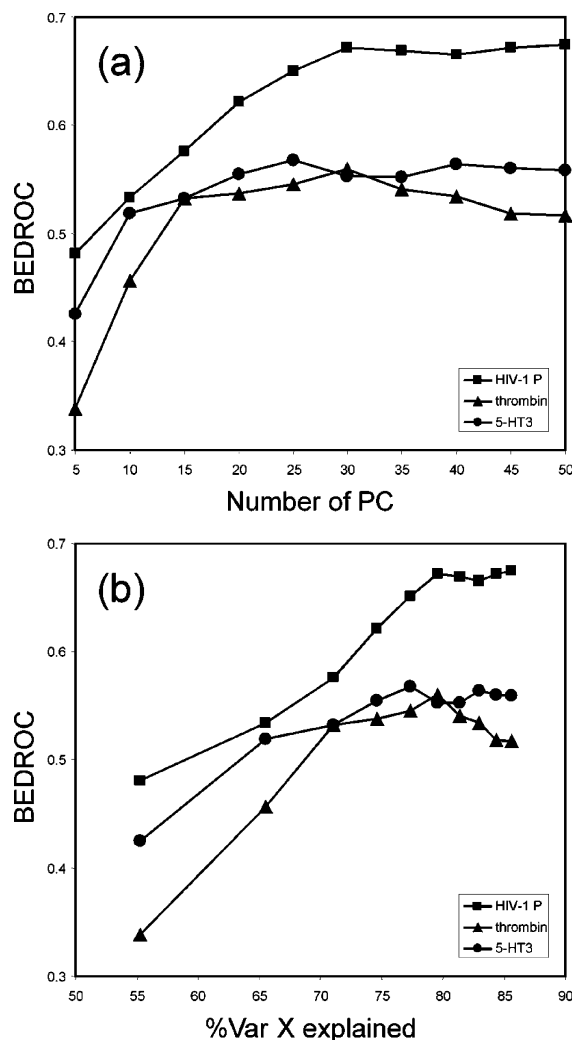 (a)
BEDROC
0.7
0.6
0.5
0.4
0.3
5 10 15 20 25 30 35 40 45 50
Number of PC
HIV-1 P
thrombin
5-HT3
(b)
BEDROC
0.7
0.6
0.5
0.4
0.3
50 55 60 65 70 75 80 85 90
%Var X explained
HIV-1 P
thrombin
5-HT3